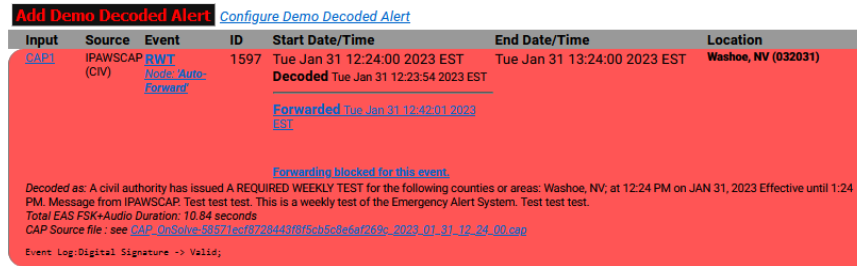 Add Demo Decoded Alert Configure Demo Decoded Alert
Input Source Event ID Start Date/Time End Date/Time Location
CAP1 IPAWSCAP RWT 1597 Tue Jan 31 12:24:00 2023 EST Tue Jan 31 13:24:00 2023 EST Washoe, NV (032031)
(CIV) Node: 'Auto- Decoded Tue Jan 31 12:23:54 2023 EST
Forward'
Forwarded Tue Jan 31 12:42:01 2023
EST
Forwarding blocked for this event.
Decoded as: A civil authority has issued A REQUIRED WEEKLY TEST for the following counties or areas: Washoe, NV; at 12:24 PM on JAN 31, 2023 Effective until 1:24
PM. Message from IPAWSCAP. Test test test. This is a weekly test of the Emergency Alert System. Test test test.
Total EAS FSK+Audio Duration: 10.84 seconds
CAP Source file : see CAP_OnSolve-58571ecf8728443f8f5cb5c8e6af269c_2023_01_31_12_24_00.cap
Event Log:Digital Signature -> Valid;